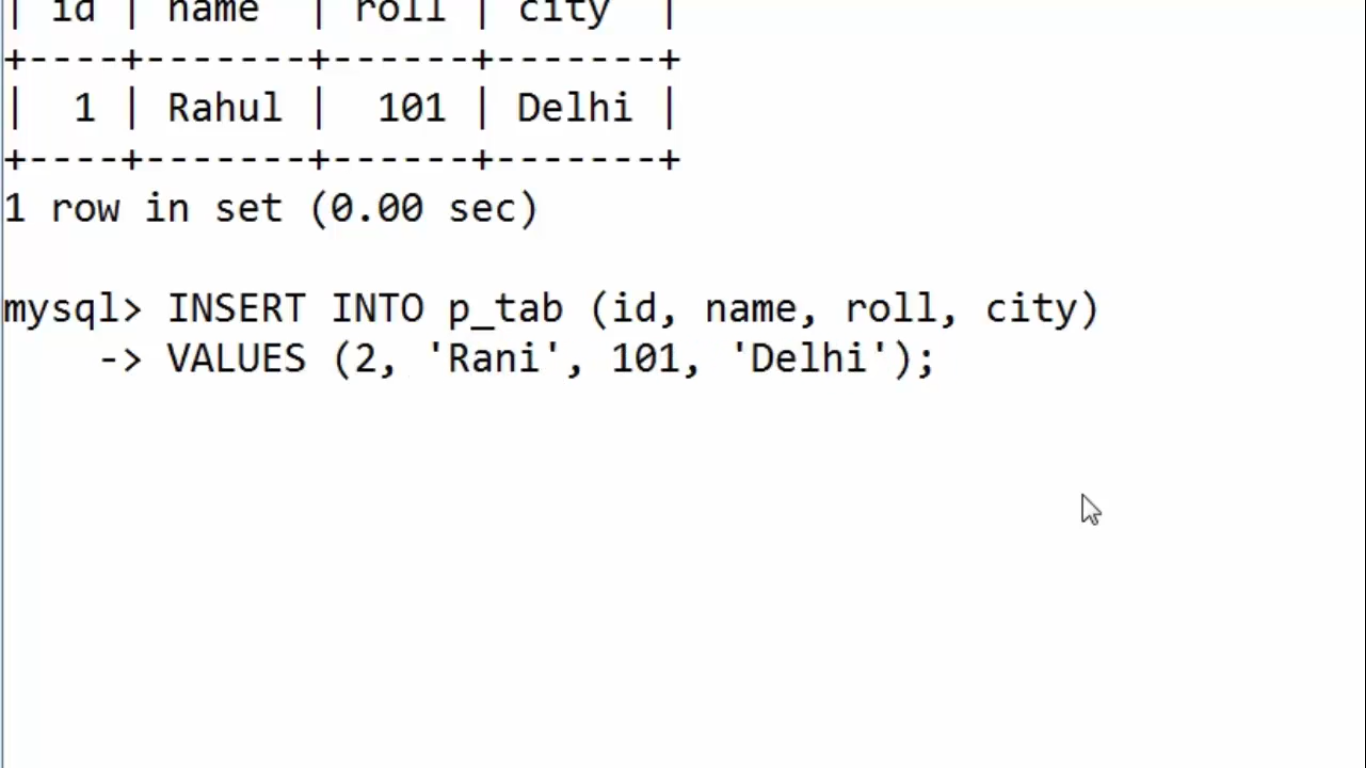 | id | name  | roll | city  |
+----+-------+------+-------+
|  1 | Rahul |  101 | Delhi |
+----+-------+------+-------+
1 row in set (0.00 sec)
mysql> INSERT INTO p_tab (id, name, roll, city)
    -> VALUES (2, 'Rani', 101, 'Delhi');